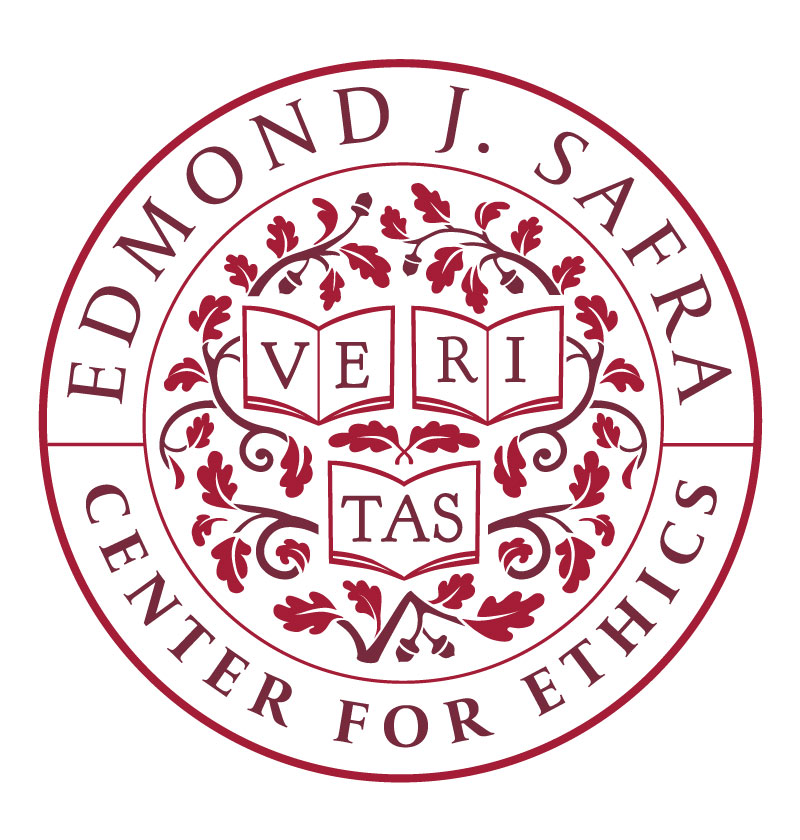 EDMOND J. SAFRA
VE RI
TAS
CENTER FOR ETHICS